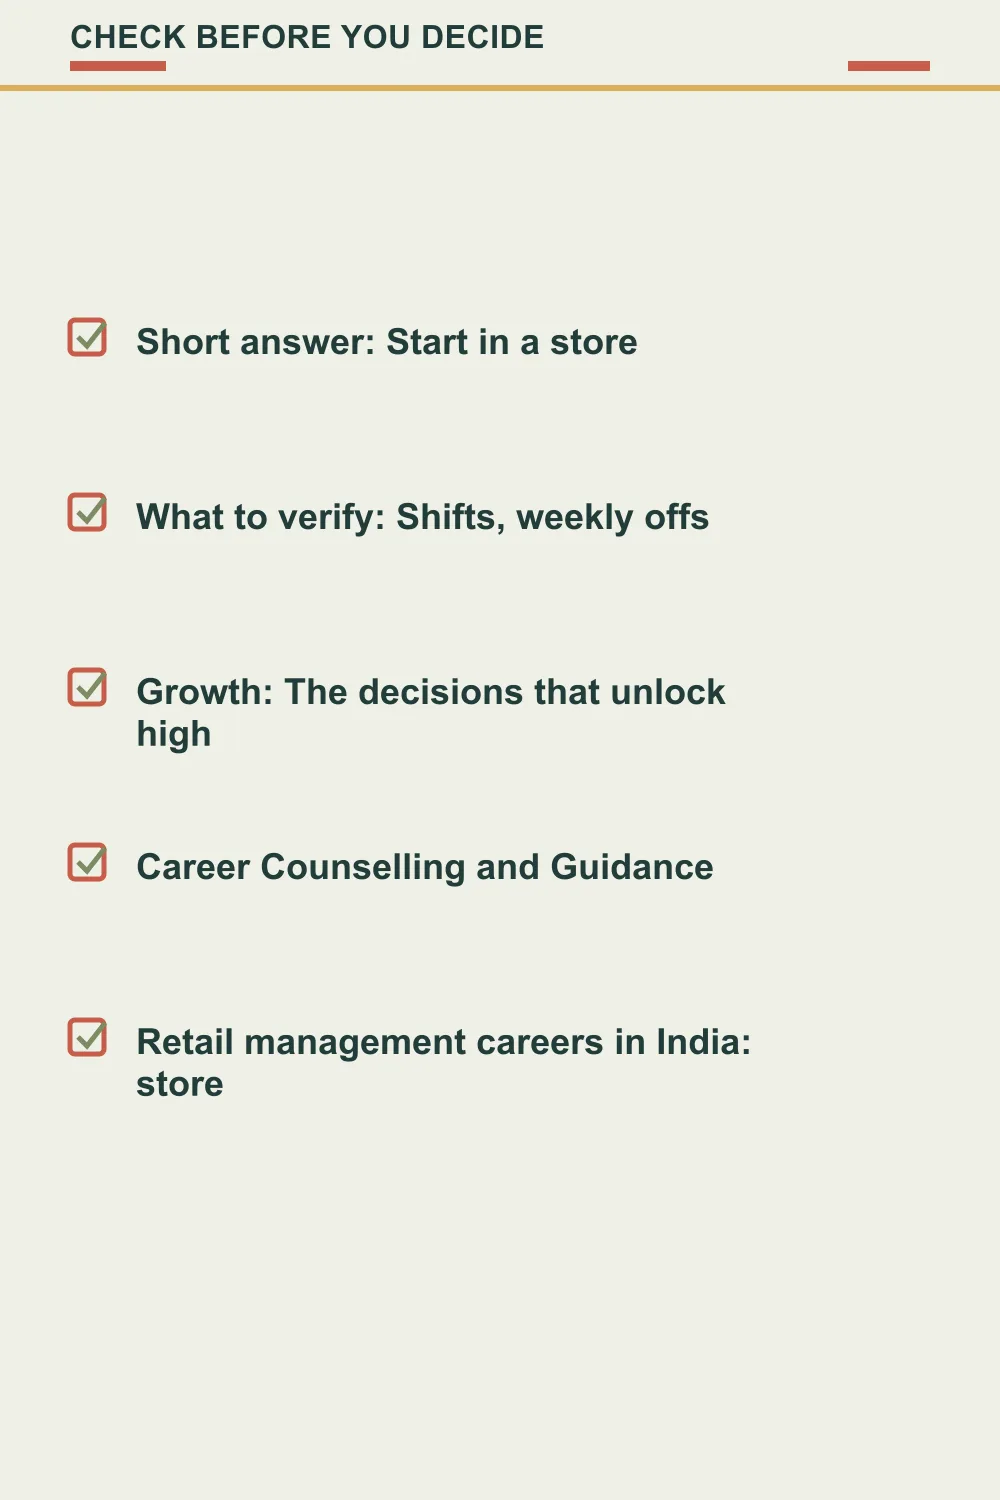 CHECK BEFORE YOU DECIDE
Short answer: Start in a store
What to verify: Shifts, weekly offs
Growth: The decisions that unlock
high
Career Counselling and Guidance
Retail management careers in India:
store